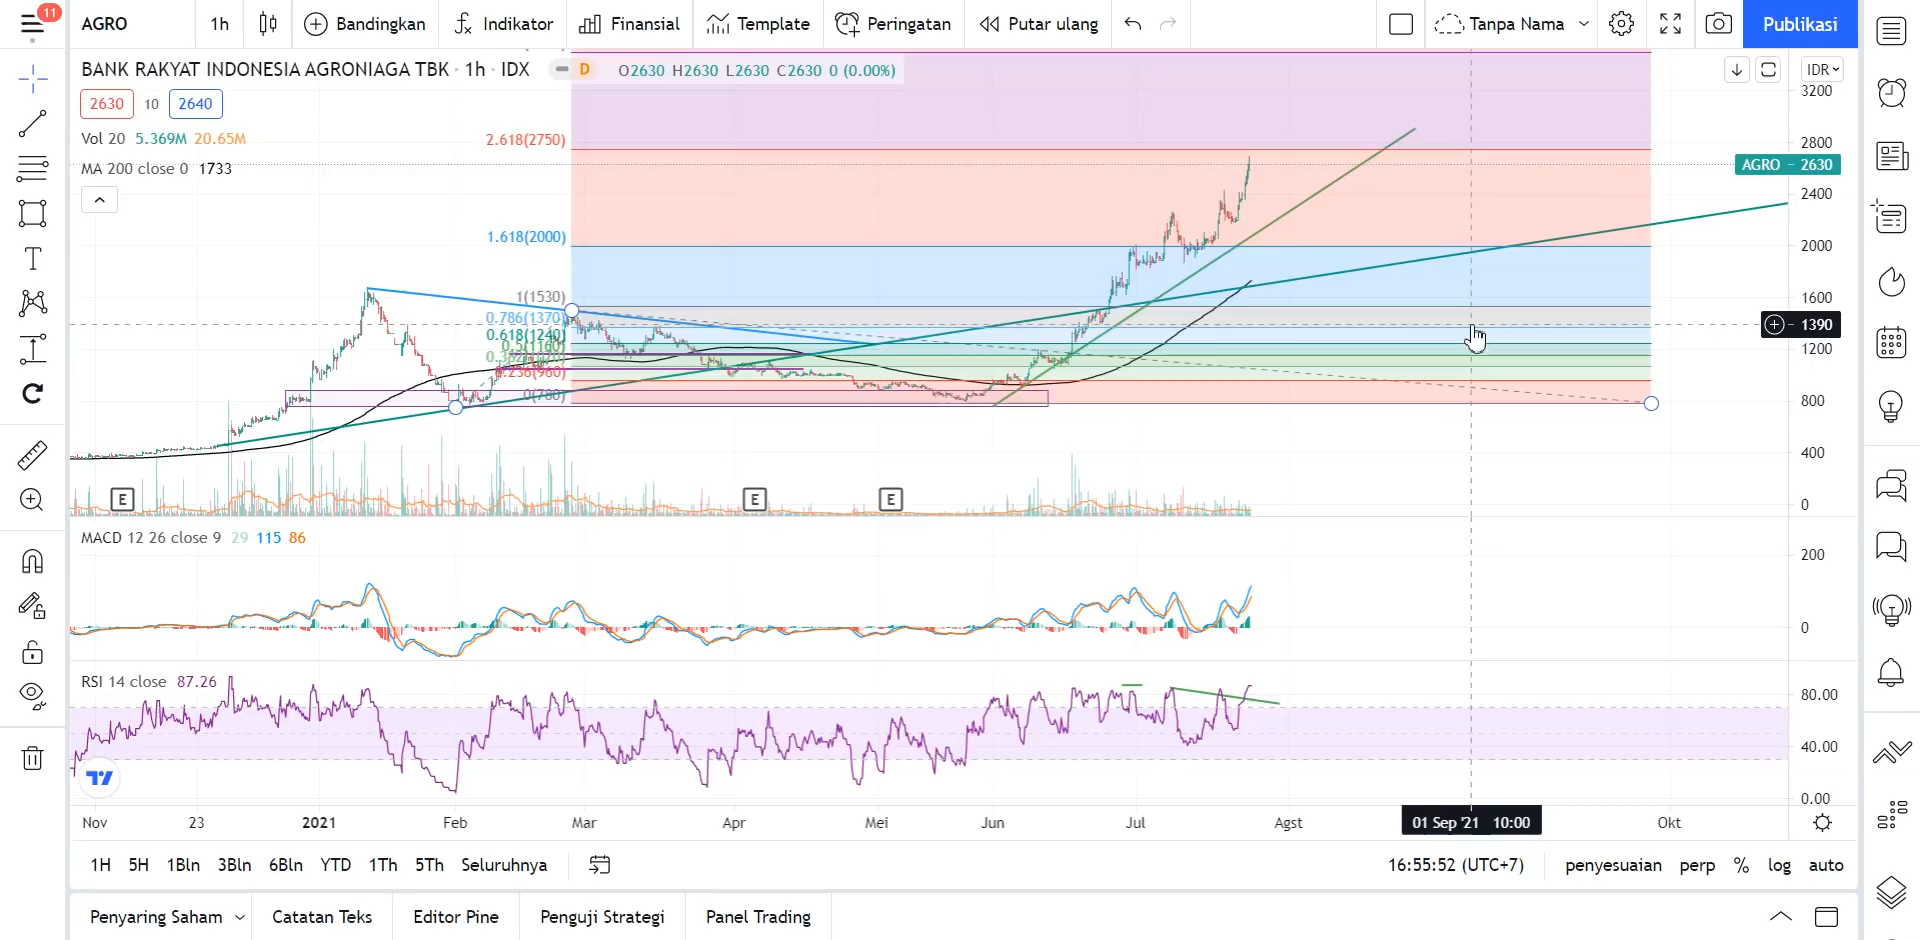 11
AGRO
1h
Bandingkan
Indikator
Finansial
Template
Peringatan
Putar ulang
Tanpa Nama
Publikasi
BANK RAKYAT INDONESIA AGRONIAGA TBK · 1h · IDX
D
O2630 H2630 L2630 C2630 0 (0.00%)
IDR
2630 10 2640
Vol 20 5.369M 20.65M
MA 200 close 0 1733
2.618(2750)
1.618(2000)
1(1530)
0.786(1370)
0.618(1240)
0.5(1160)
0.236(960)
0(780)
3200
2800
AGRO - 2630
2400
2000
1600
1390
1200
800
400
0
E
E
E
MACD 12 26 close 9 29 115 86
200
0
RSI 14 close 87.26
80.00
40.00
0.00
Nov
23
2021
Feb
Mar
Apr
Mei
Jun
Jul
Agst
01 Sep '21 10:00
Okt
1H
5H
1Bln
3Bln
6Bln
YTD
1Th
5Th
Seluruhnya
16:55:52 (UTC+7)
penyesuaian
perp
%
log
auto
Penyaring Saham
Catatan Teks
Editor Pine
Penguji Strategi
Panel Trading